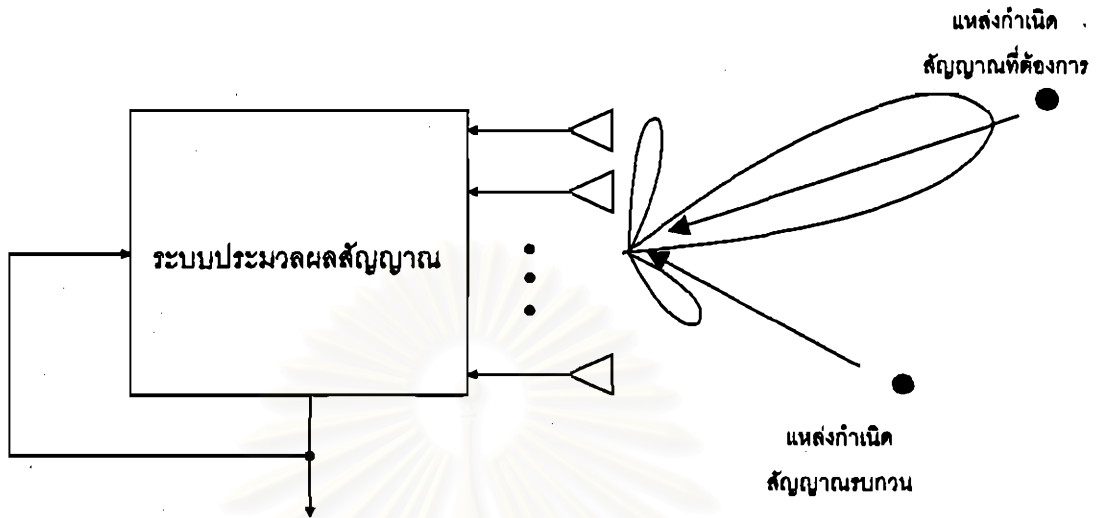 แหล่งกำเนิด
สัญญาณที่ต้องการ
ระบบประมวลผลสัญญาณ
แหล่งกำเนิด
สัญญาณรบกวน